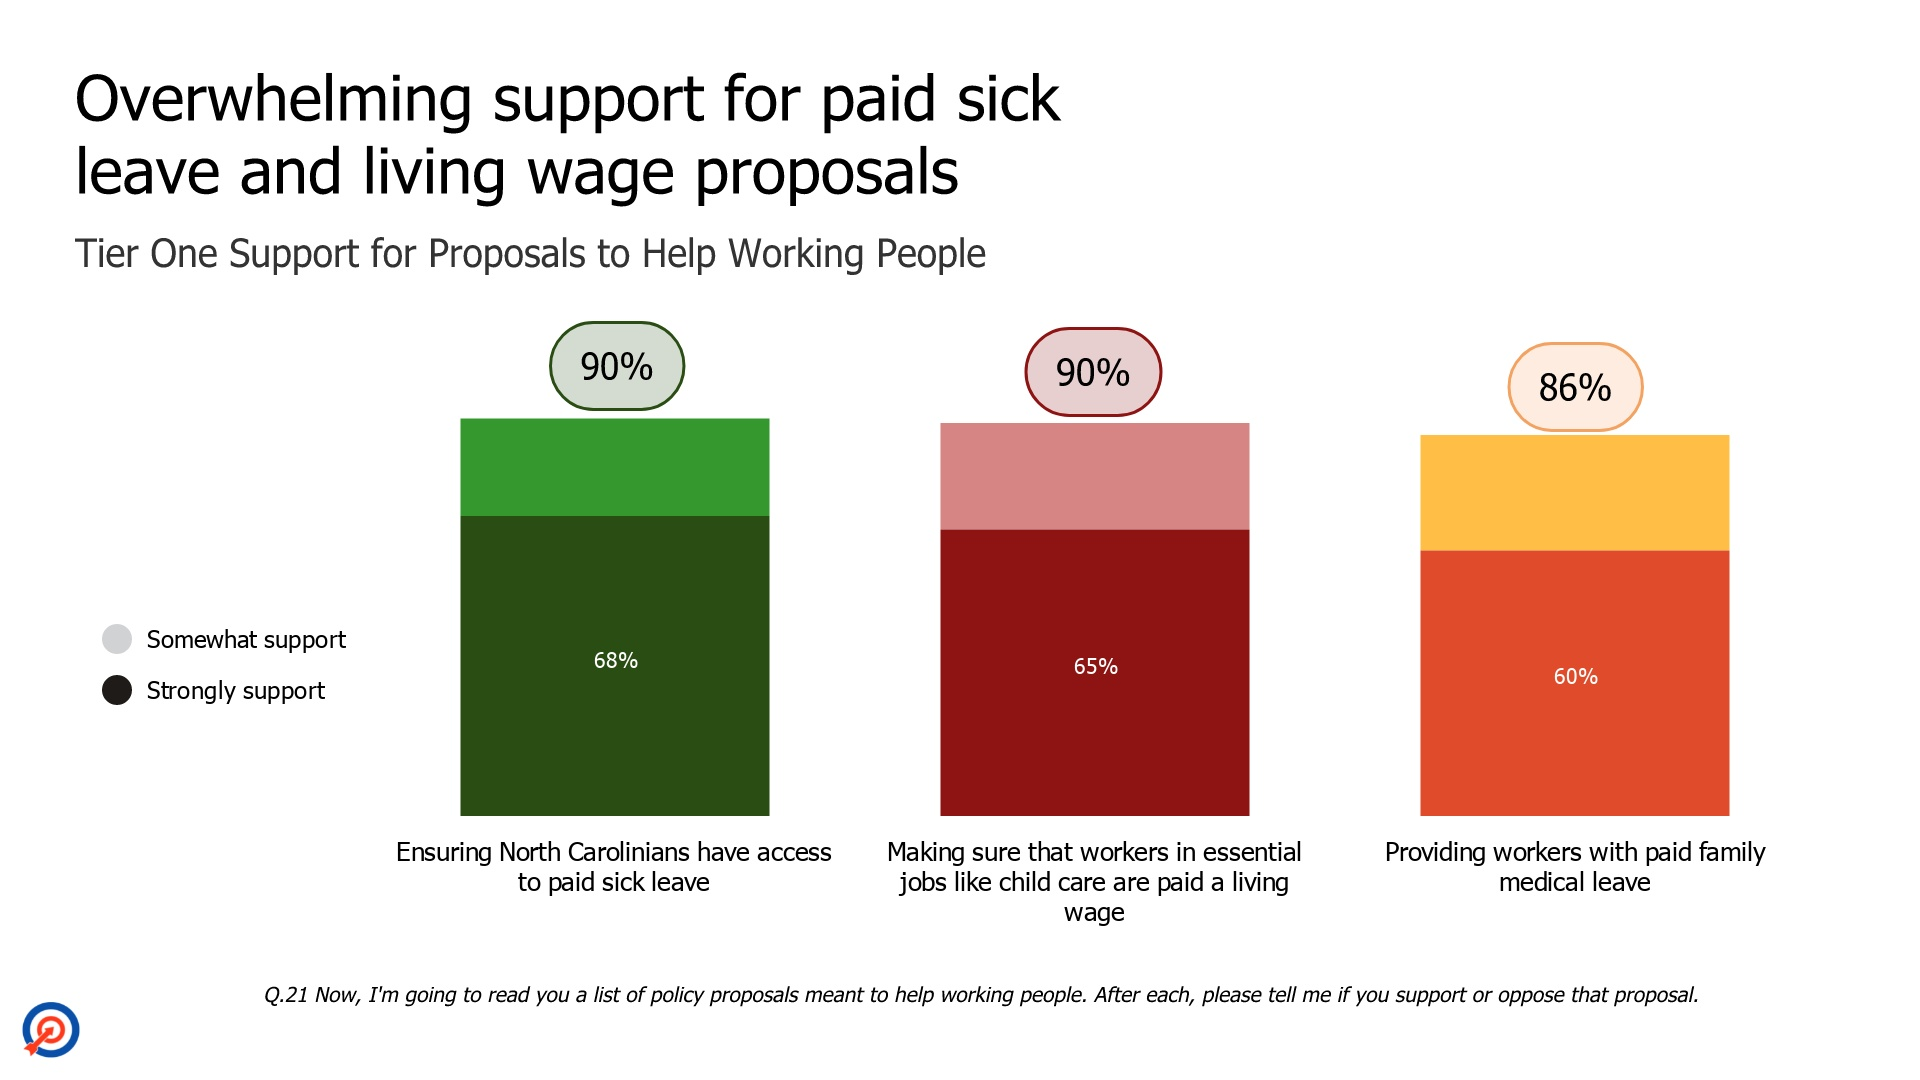 Overwhelming support for paid sick
leave and living wage proposals
Tier One Support for Proposals to Help Working People
90%
90%
86%
Somewhat support
Strongly support
68%
65%
60%
Ensuring North Carolinians have access
to paid sick leave
Making sure that workers in essential
jobs like child care are paid a living
wage
Providing workers with paid family
medical leave
Q.21 Now, I'm going to read you a list of policy proposals meant to help working people. After each, please tell me if you support or oppose that proposal.